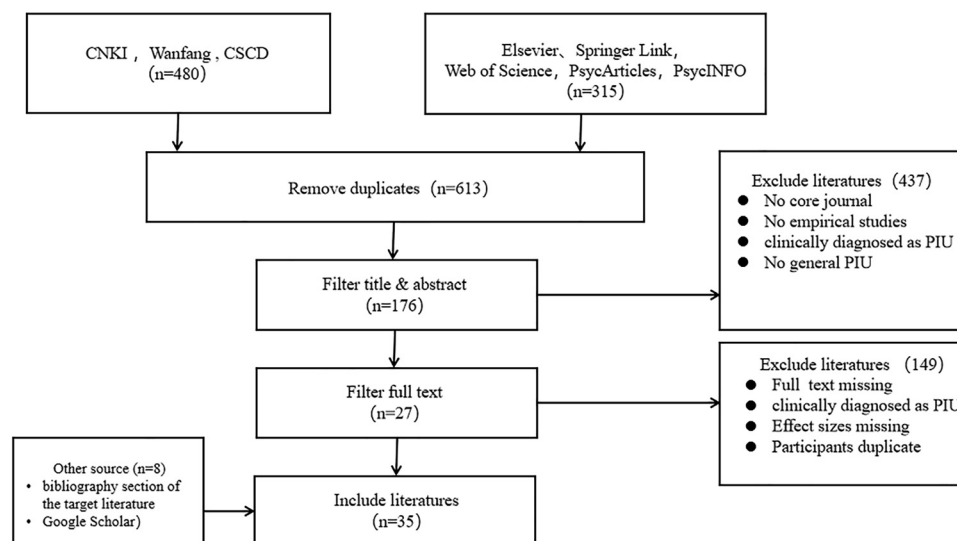 CNKI， Wanfang , CSCD
(n=480)
Elsevier、Springer Link，
Web of Science，PsycArticles，PsycINFO
(n=315)
Remove duplicates（n=613)
Exclude literatures（437）
● No core journal
● No empirical studies
● clinically diagnosed as PIU
● No general PIU
Filter title & abstract
(n=176)
Exclude literatures（149）
● Full text missing
● clinically diagnosed as PIU
● Effect sizes missing
● Participants duplicate
Filter full text
(n=27)
Other source (n=8)
• bibliography section of
the target literature
• Google Scholar)
Include literatures
(n=35)